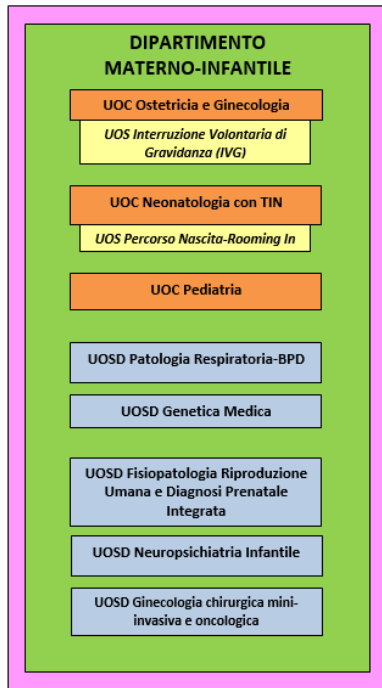 DIPARTIMENTO
MATERNO-INFANTILE
UOC Ostetricia e Ginecologia
UOS Interruzione Volontaria di
Gravidanza (IVG)
UOC Neonatologia con TIN
UOS Percorso Nascita-Rooming In
UOC Pediatria
UOSD Patologia Respiratoria-BPD
UOSD Genetica Medica
UOSD Fisiopatologia Riproduzione
Umana e Diagnosi Prenatale
Integrata
UOSD Neuropsichiatria Infantile
UOSD Ginecologia chirurgica mini-
invasiva e oncologica